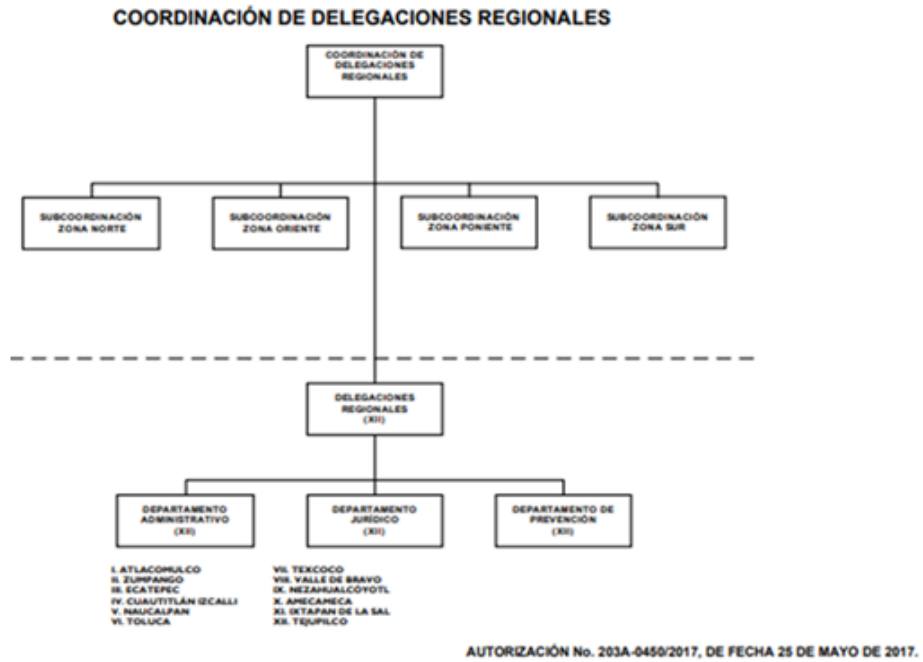 COORDINACIÓN DE DELEGACIONES REGIONALES
COORDINACIÓN DE
DELEGACIONES
REGIONALES
SUBCOORDINACIÓN
ZONA NORTE
SUBCOORDINACIÓN
ZONA ORIENTE
SUBCOORDINACIÓN
ZONA PONIENTE
SUBCOORDINACIÓN
ZONA SUR
DELEGACIONES
REGIONALES
(XII)
DEPARTAMENTO
ADMINISTRATIVO
(XII)
DEPARTAMENTO
JURÍDICO
(XII)
DEPARTAMENTO DE
PREVENCIÓN
(XII)
I. ATLACOMULCO
II. ZUMPANGO
III. ECATEPEC
IV. CUAUTITLÁN IZCALLI
V. NAUCALPAN
VI. TOLUCA
VII. TEXCOCO
VIII. VALLE DE BRAVO
IX. NEZAHUALCÓYOTL
X. AMECAMECA
XI. IXTAPAN DE LA SAL
XII. TEJUPILCO
AUTORIZACIÓN No. 203A-0450/2017, DE FECHA 25 DE MAYO DE 2017.